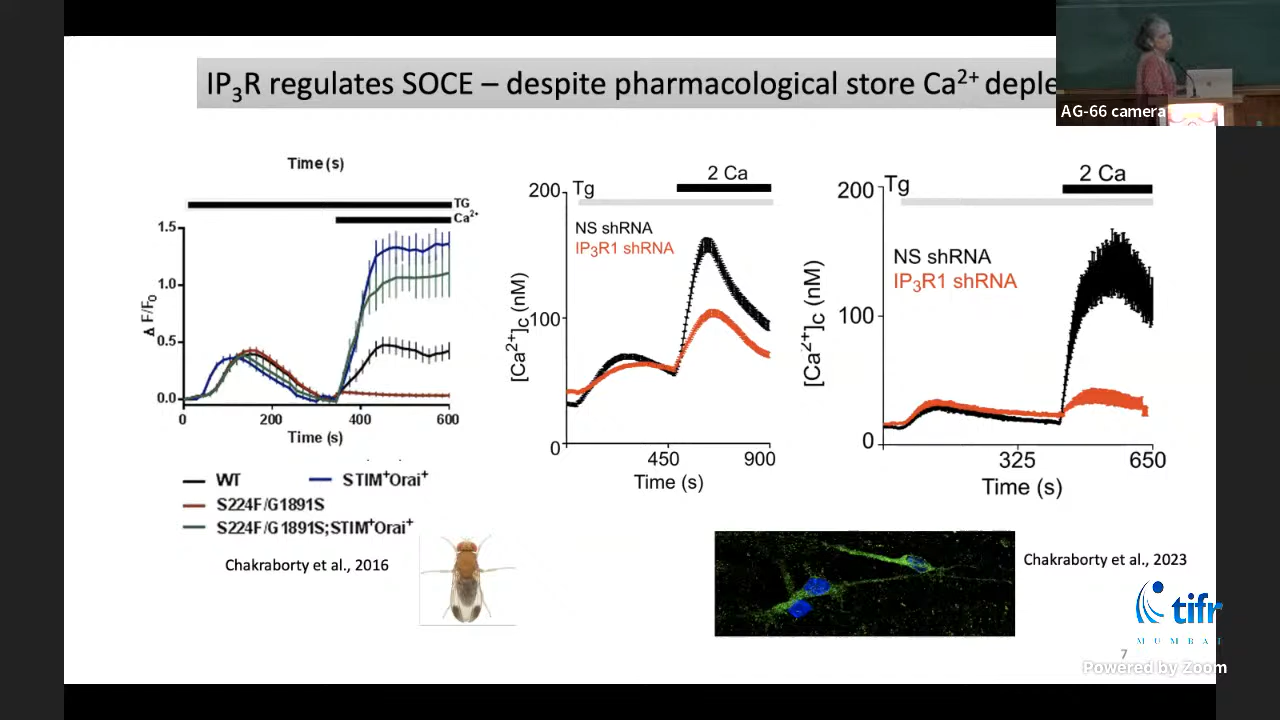 IP₃R regulates SOCE – despite pharmacological store Ca²⁺ deple
AG-66 camera
Time (s)
TG
Ca²⁺
1.5
1.0
0.5
0.0
Δ F/F₀
0
200
400
600
Time (s)
WT
STIM⁺Orai⁺
S224F/G1891S
S224F/G1891S;STIM⁺Orai⁺
Chakraborty et al., 2016
2 Ca
200
Tg
NS shRNA
IP₃R1 shRNA
[Ca²⁺]c (nM)
100
0
450
900
Time (s)
2 Ca
200
Tg
NS shRNA
IP₃R1 shRNA
[Ca²⁺]c (nM)
100
0
325
650
Time (s)
Chakraborty et al., 2023
tifr
MUMBAI
7
Powered by Zoom